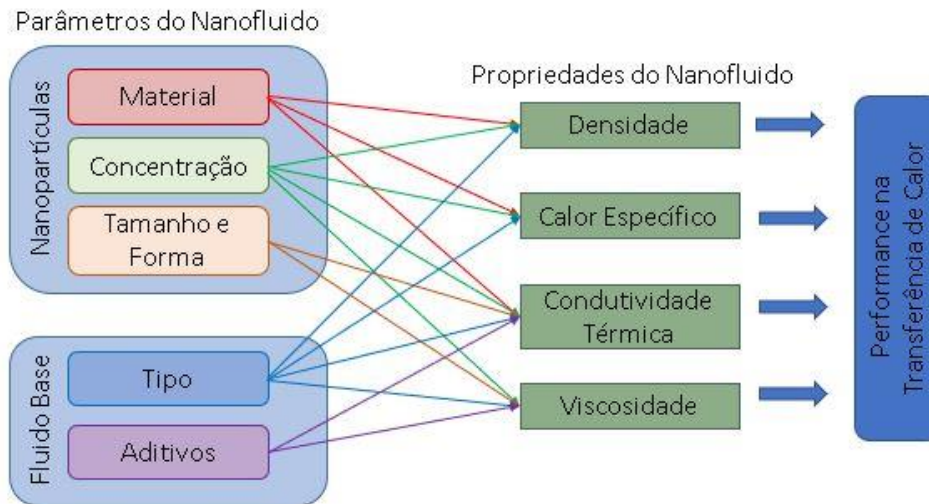 Parâmetros do Nanofluido
Nanopartículas
Material
Concentração
Tamanho e
Forma
Fluido Base
Tipo
Aditivos
Propriedades do Nanofluido
Densidade
Calor Específico
Condutividade
Térmica
Viscosidade
Performance na
Transferência de Calor